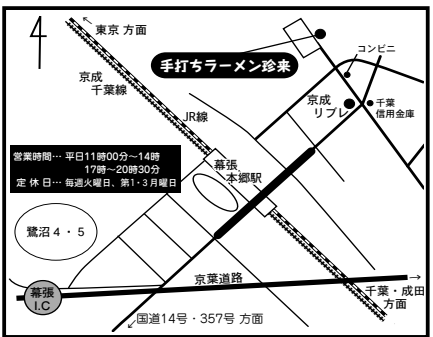 東京 方面
手打ちラーメン珍来
コンビニ
京成
千葉線
京成
リブレ
千葉
信用金庫
JR線
営業時間… 平日11時00分〜14時
17時〜20時30分
定 休 日… 毎週火曜日、第1・3月曜日
幕張
本郷駅
鷺沼4・5
京葉道路
幕張
I.C
千葉・成田
方面
国道14号・357号 方面